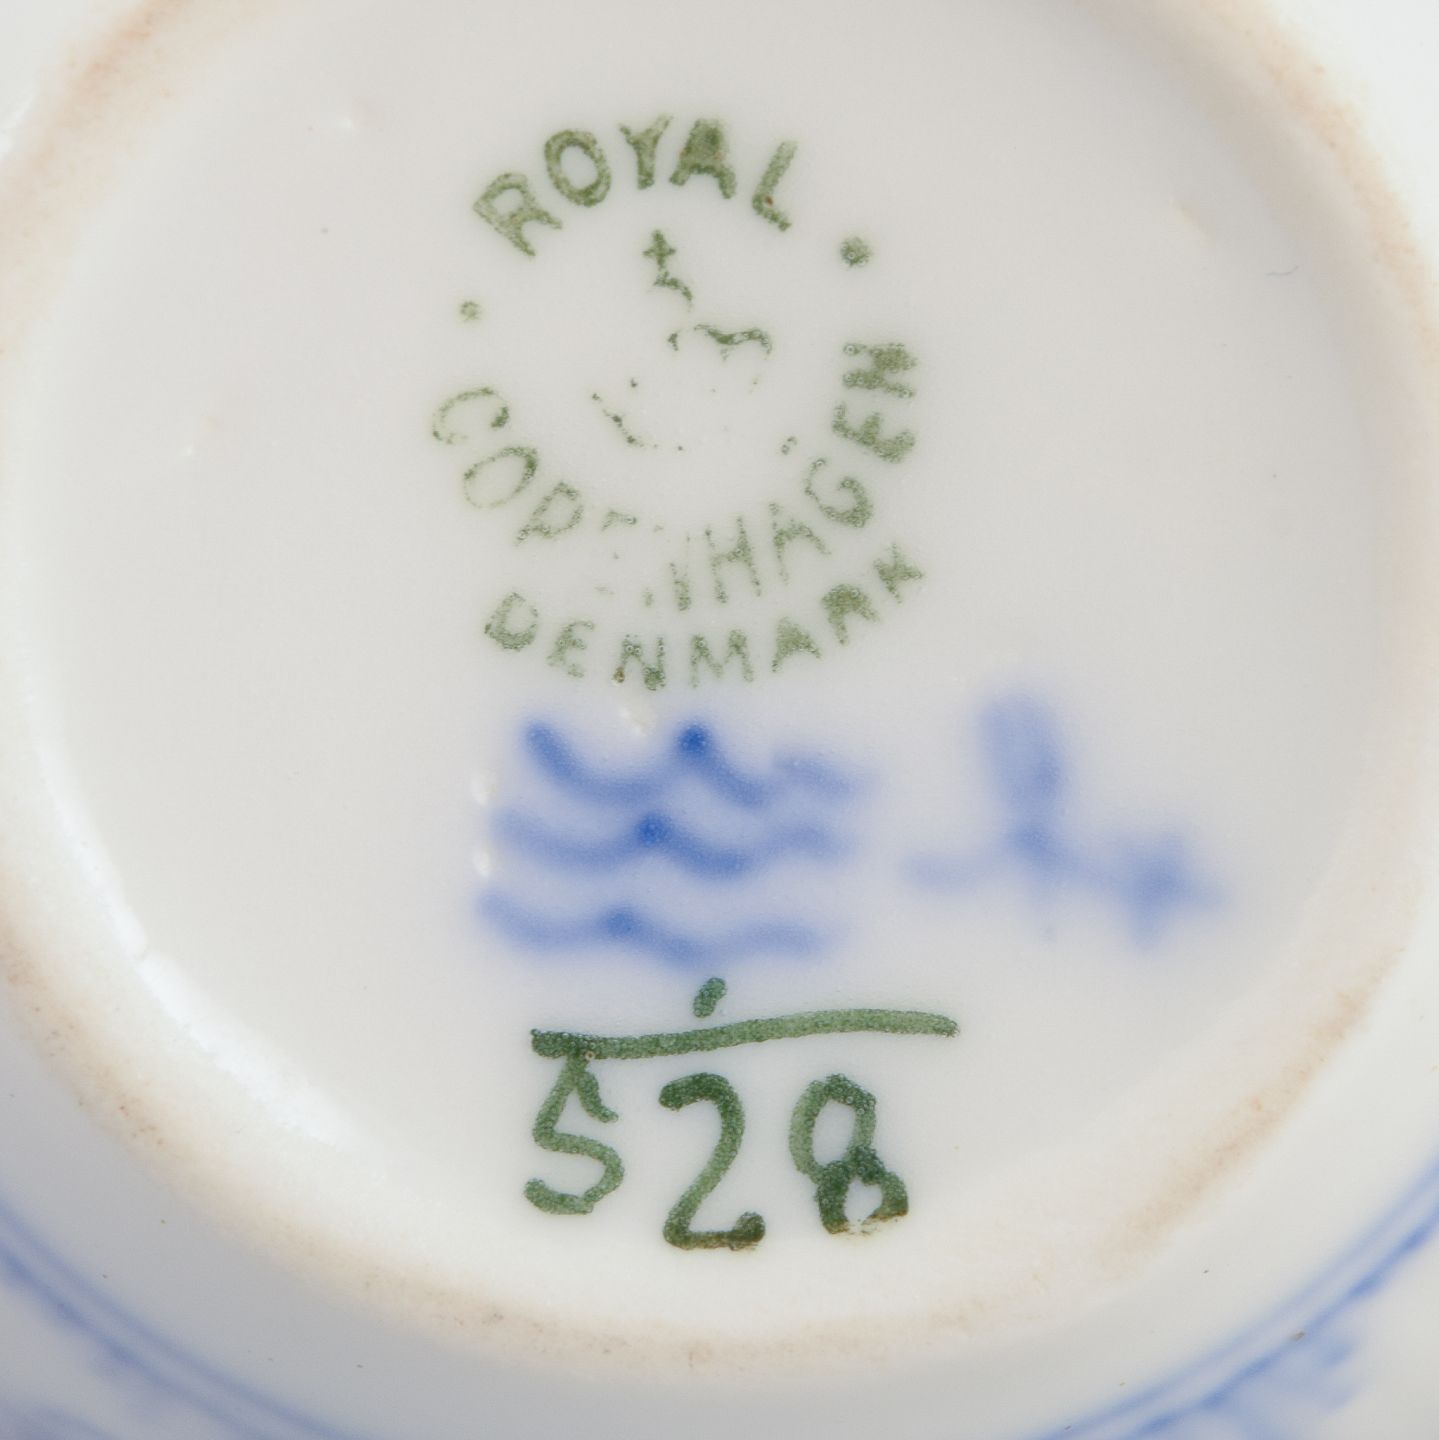 ROYAL
COPENHAGEN
DENMARK
1
528